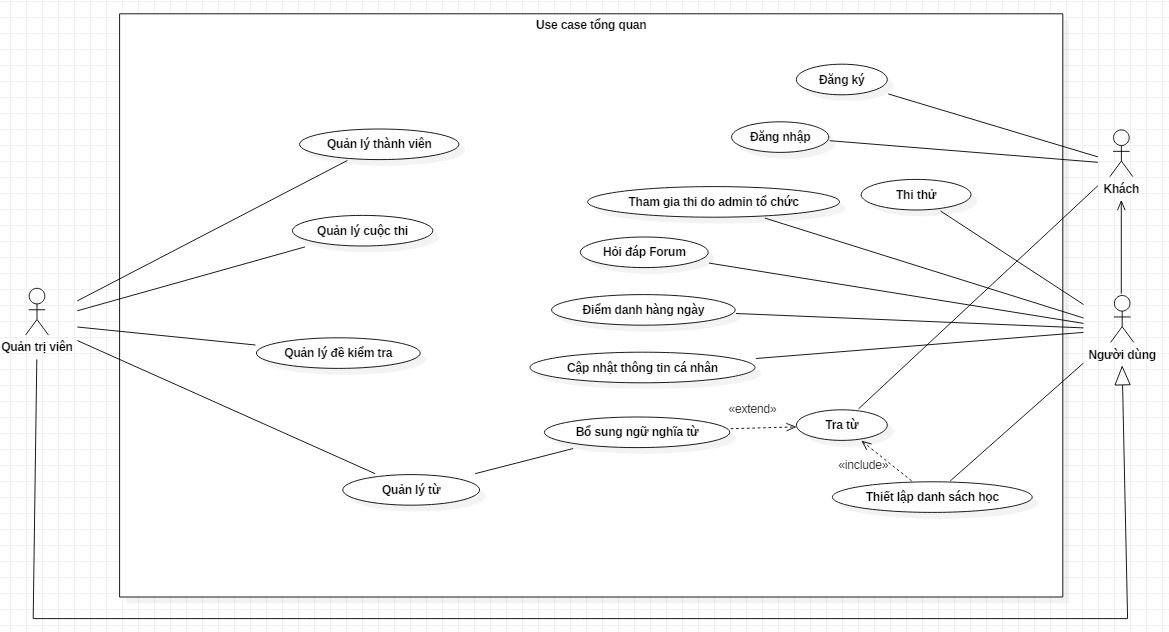 Use case tổng quan
Đăng ký
Đăng nhập
Quản lý thành viên
Khách
Thi thử
Tham gia thi do admin tổ chức
Quản lý cuộc thi
Hỏi đáp Forum
Điểm danh hàng ngày
Quản trị viên
Quản lý đề kiểm tra
Người dùng
Cập nhật thông tin cá nhân
«extend»
Bổ sung ngữ nghĩa từ
Tra từ
«include»
Quản lý từ
Thiết lập danh sách học